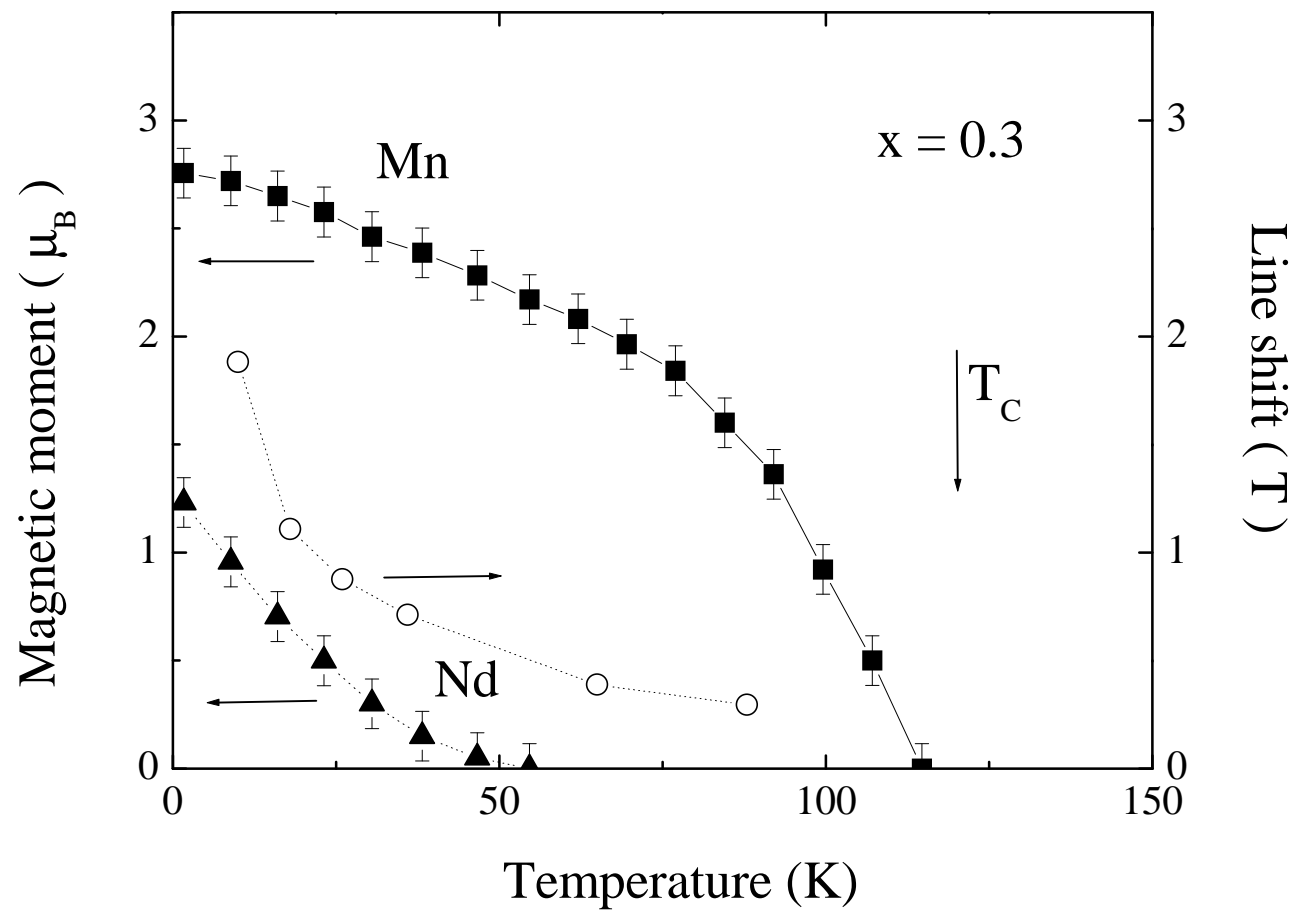 Magnetic moment ( μB )
3
2
1
0
Mn
x = 0.3
TC
Nd
3
2
1
0
Line shift ( T )
0
50
100
150
Temperature (K)